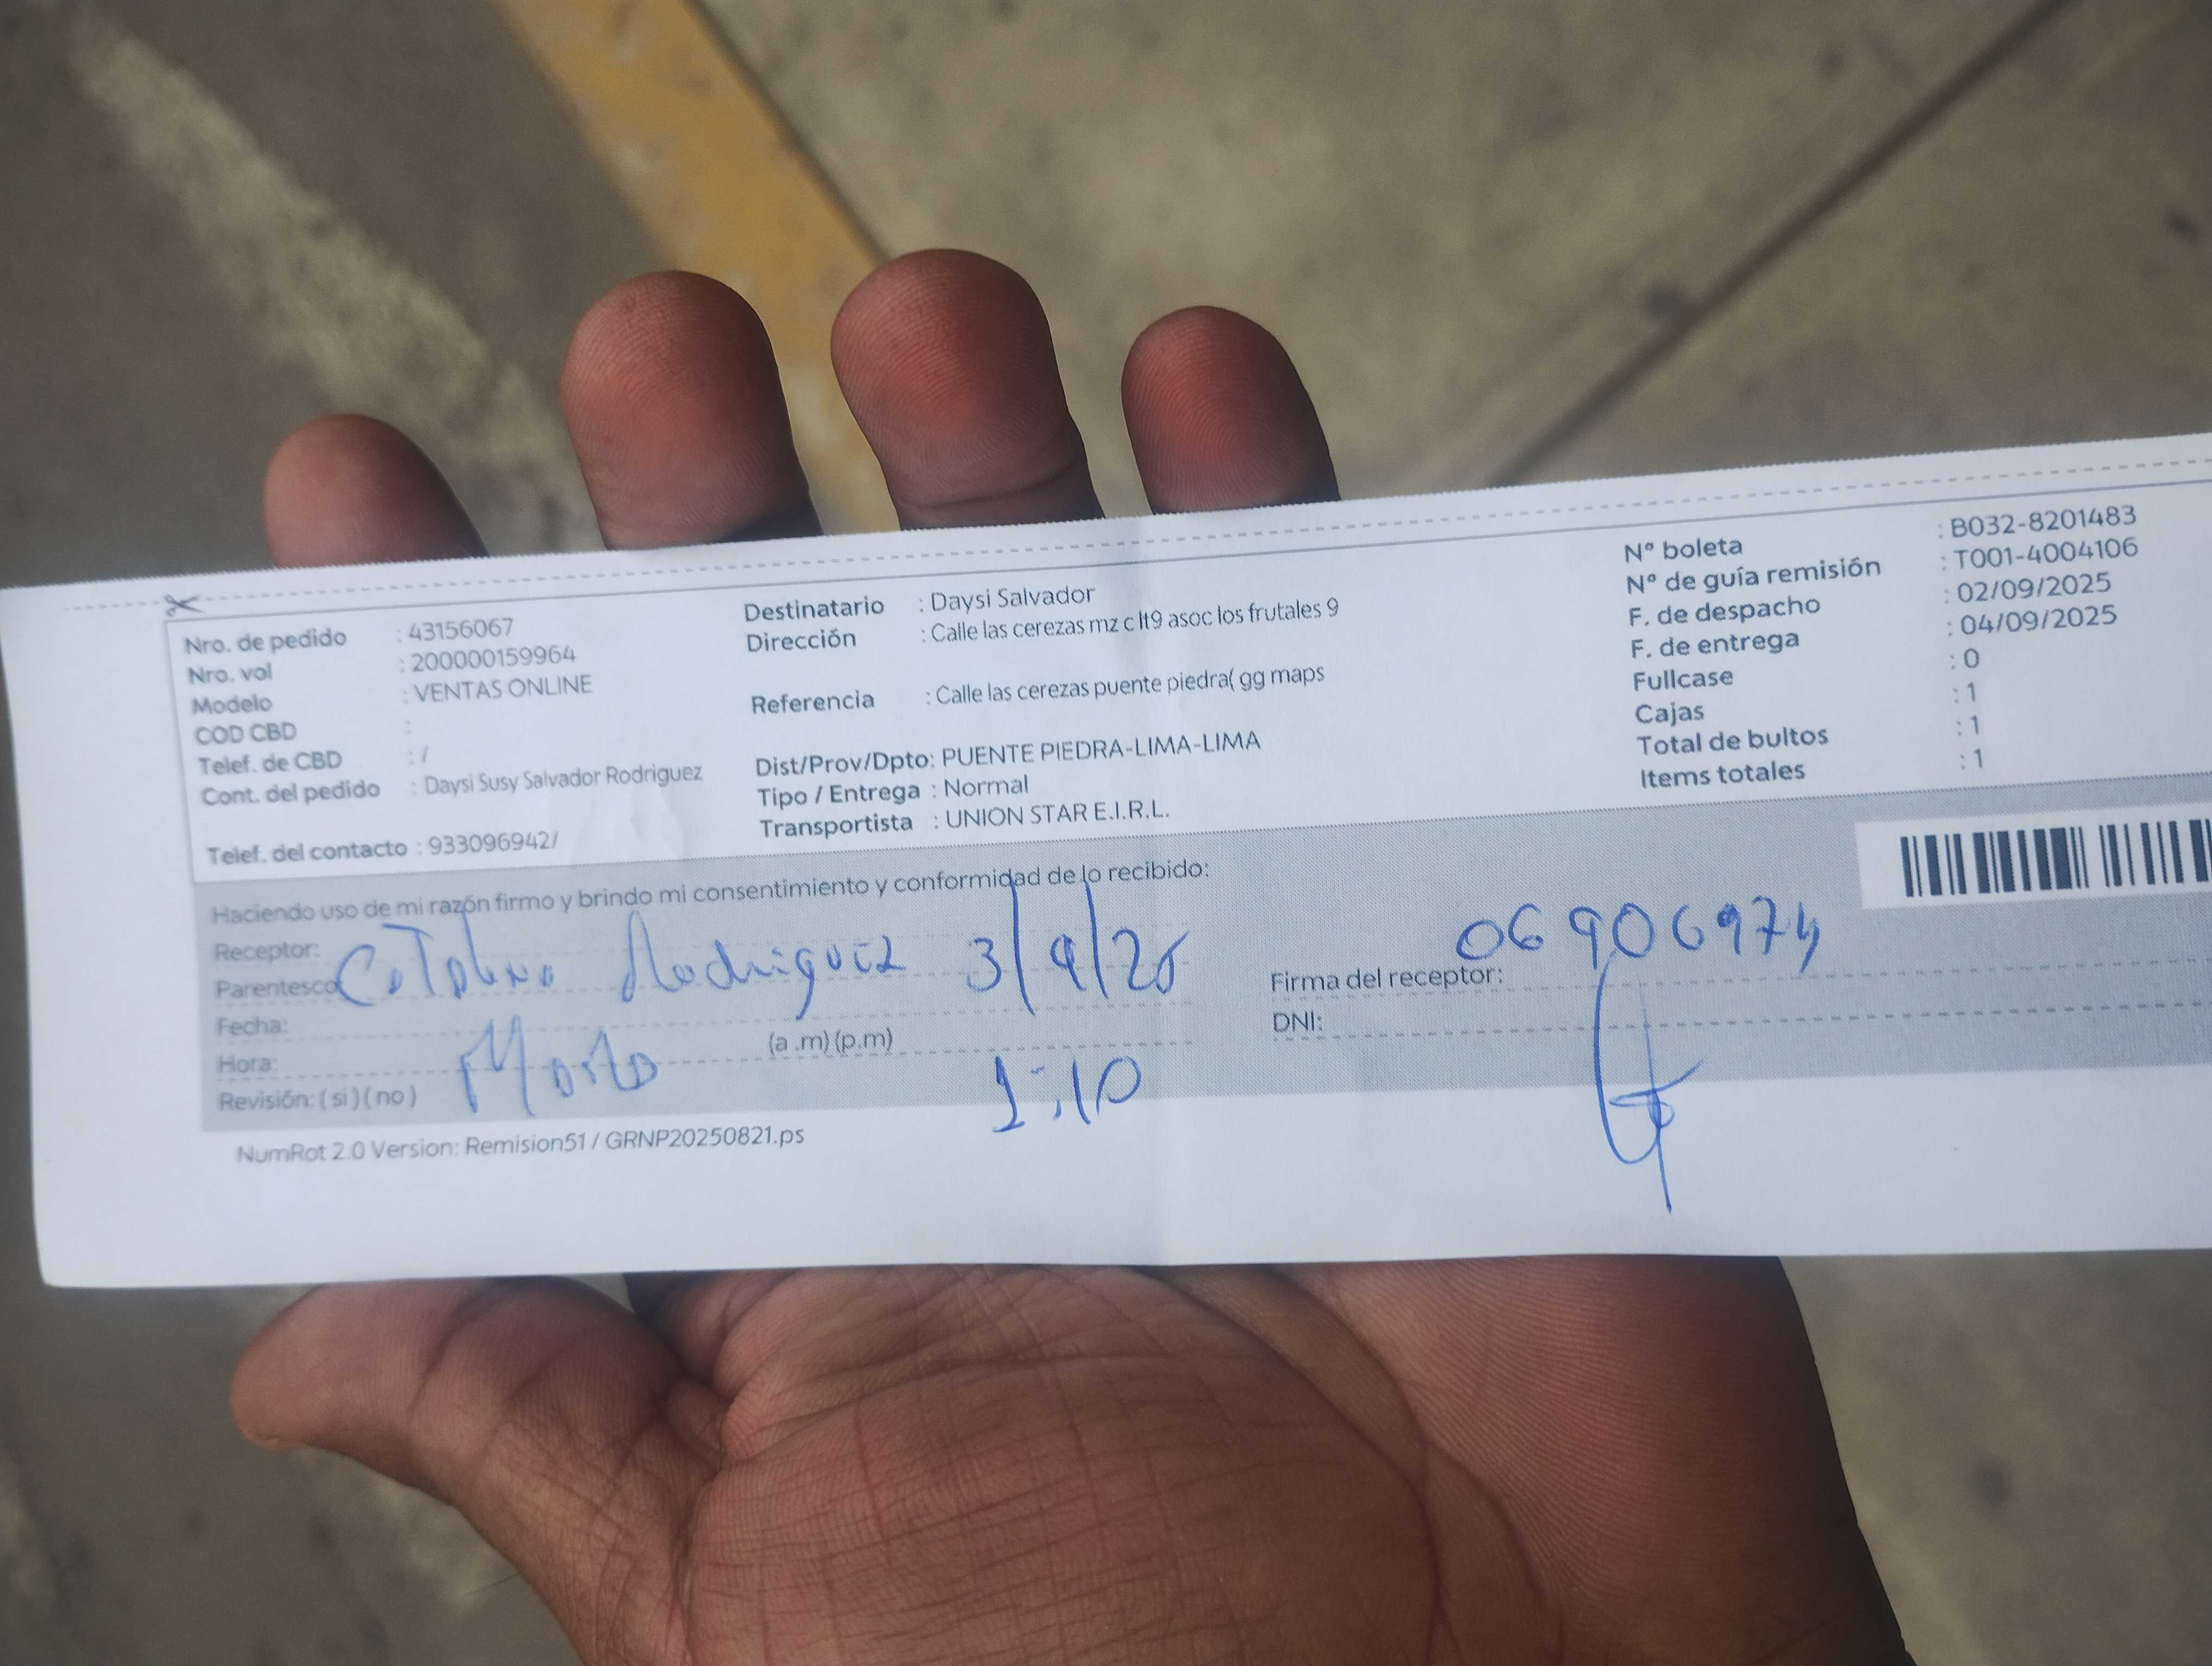 Nro. de pedido : 43156067
Nro. vol : 200000159964
Modelo : VENTAS ONLINE
COD CBD :
Telef. de CBD : /
Cont. del pedido : Daysi Susy Salvador Rodriguez
Telef. del contacto : 933096942/
Destinatario : Daysi Salvador
Dirección : Calle las cerezas mz c lt9 asoc los frutales 9
Referencia : Calle las cerezas puente piedra( gg maps
Dist/Prov/Dpto: PUENTE PIEDRA-LIMA-LIMA
Tipo / Entrega : Normal
Transportista : UNION STAR E.I.R.L.
N° boleta : B032-8201483
N° de guía remisión : T001-4004106
F. de despacho : 02/09/2025
F. de entrega : 04/09/2025
Fullcase : 0
Cajas : 1
Total de bultos : 1
Items totales : 1
Haciendo uso de mi razón firmo y brindo mi consentimiento y conformidad de lo recibido:
Receptor:
Parentesco
Rodriguez 3/9/25
Fecha:
Hora: (a .m) (p.m)
Revisión: ( si ) ( no )
1:10
06906974
Firma del receptor:
DNI:
NumRot 2.0 Version: Remision51 / GRNP20250821.ps